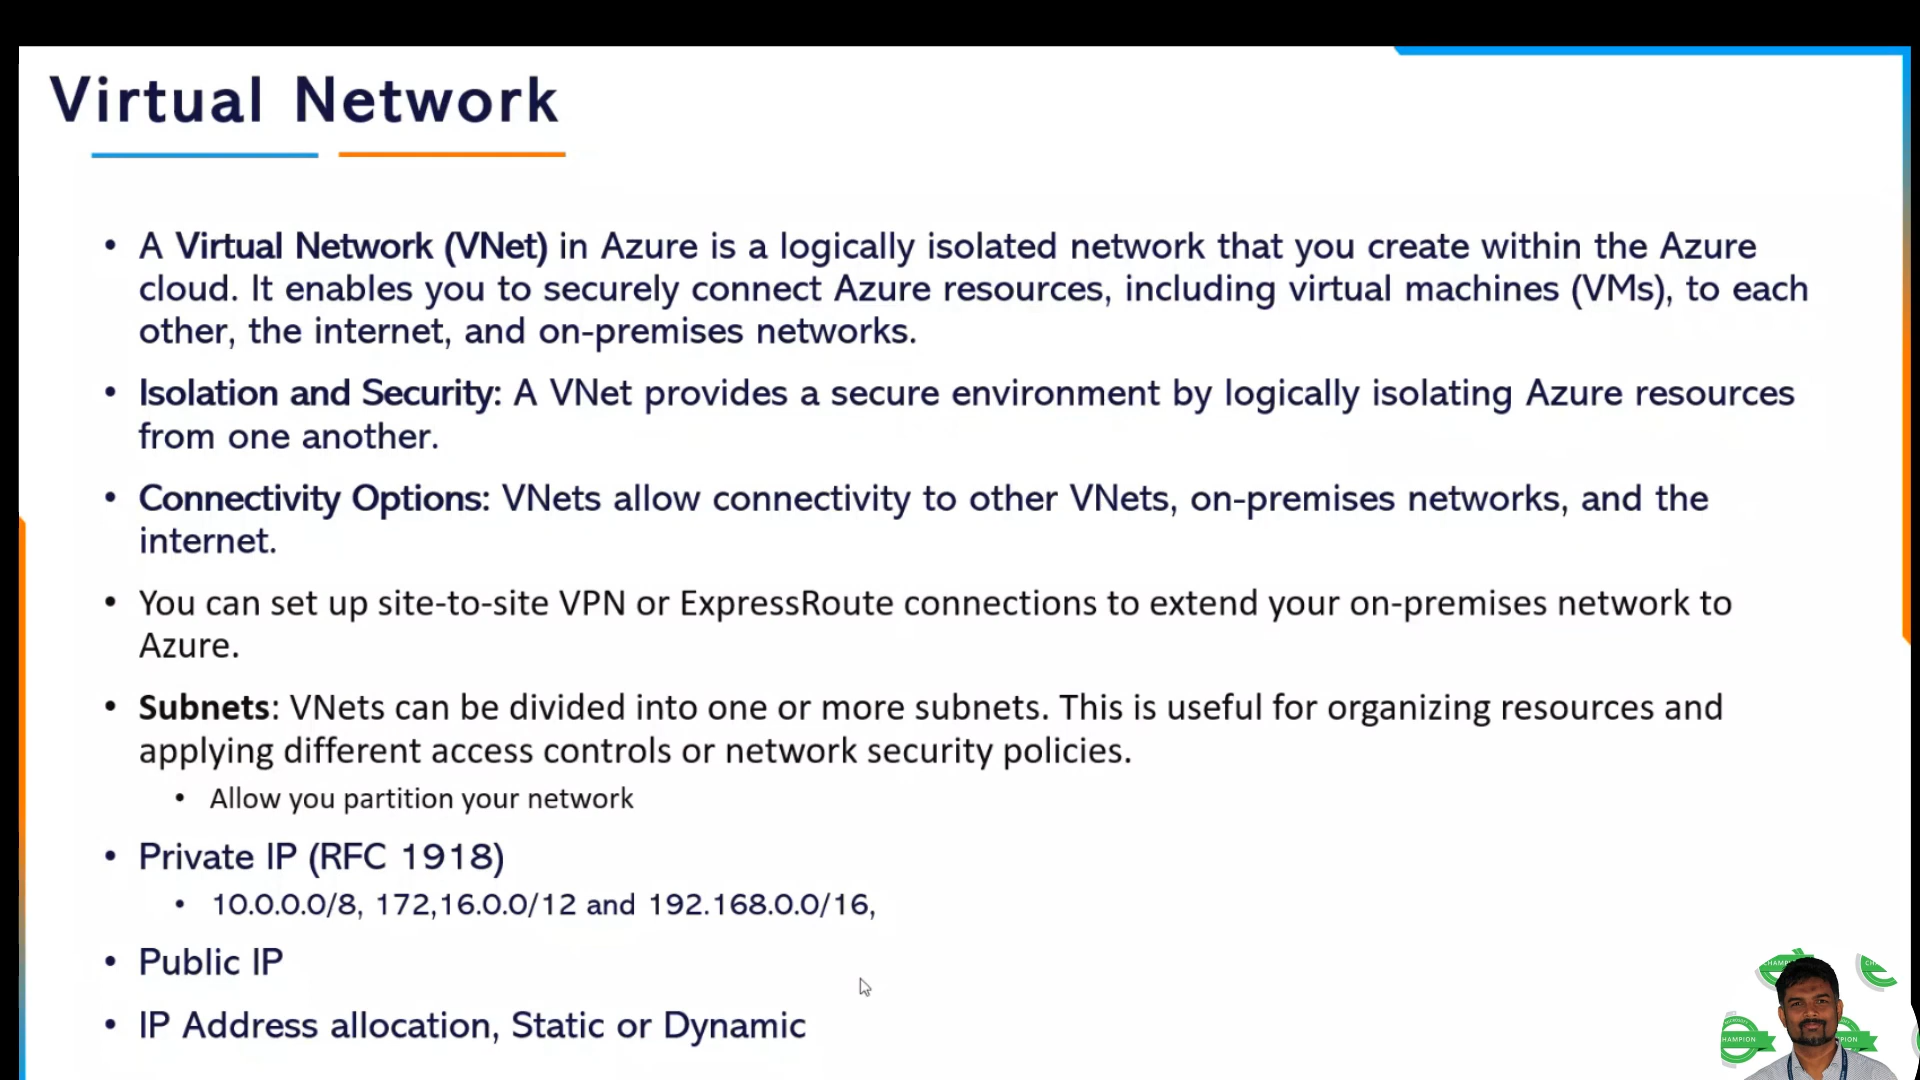 Virtual Network
• A Virtual Network (VNet) in Azure is a logically isolated network that you create within the Azure
cloud. It enables you to securely connect Azure resources, including virtual machines (VMs), to each
other, the internet, and on-premises networks.
• Isolation and Security: A VNet provides a secure environment by logically isolating Azure resources
from one another.
• Connectivity Options: VNets allow connectivity to other VNets, on-premises networks, and the
internet.
• You can set up site-to-site VPN or ExpressRoute connections to extend your on-premises network to
Azure.
• Subnets: VNets can be divided into one or more subnets. This is useful for organizing resources and
applying different access controls or network security policies.
• Allow you partition your network
• Private IP (RFC 1918)
• 10.0.0.0/8, 172,16.0.0/12 and 192.168.0.0/16,
• Public IP
• IP Address allocation, Static or Dynamic